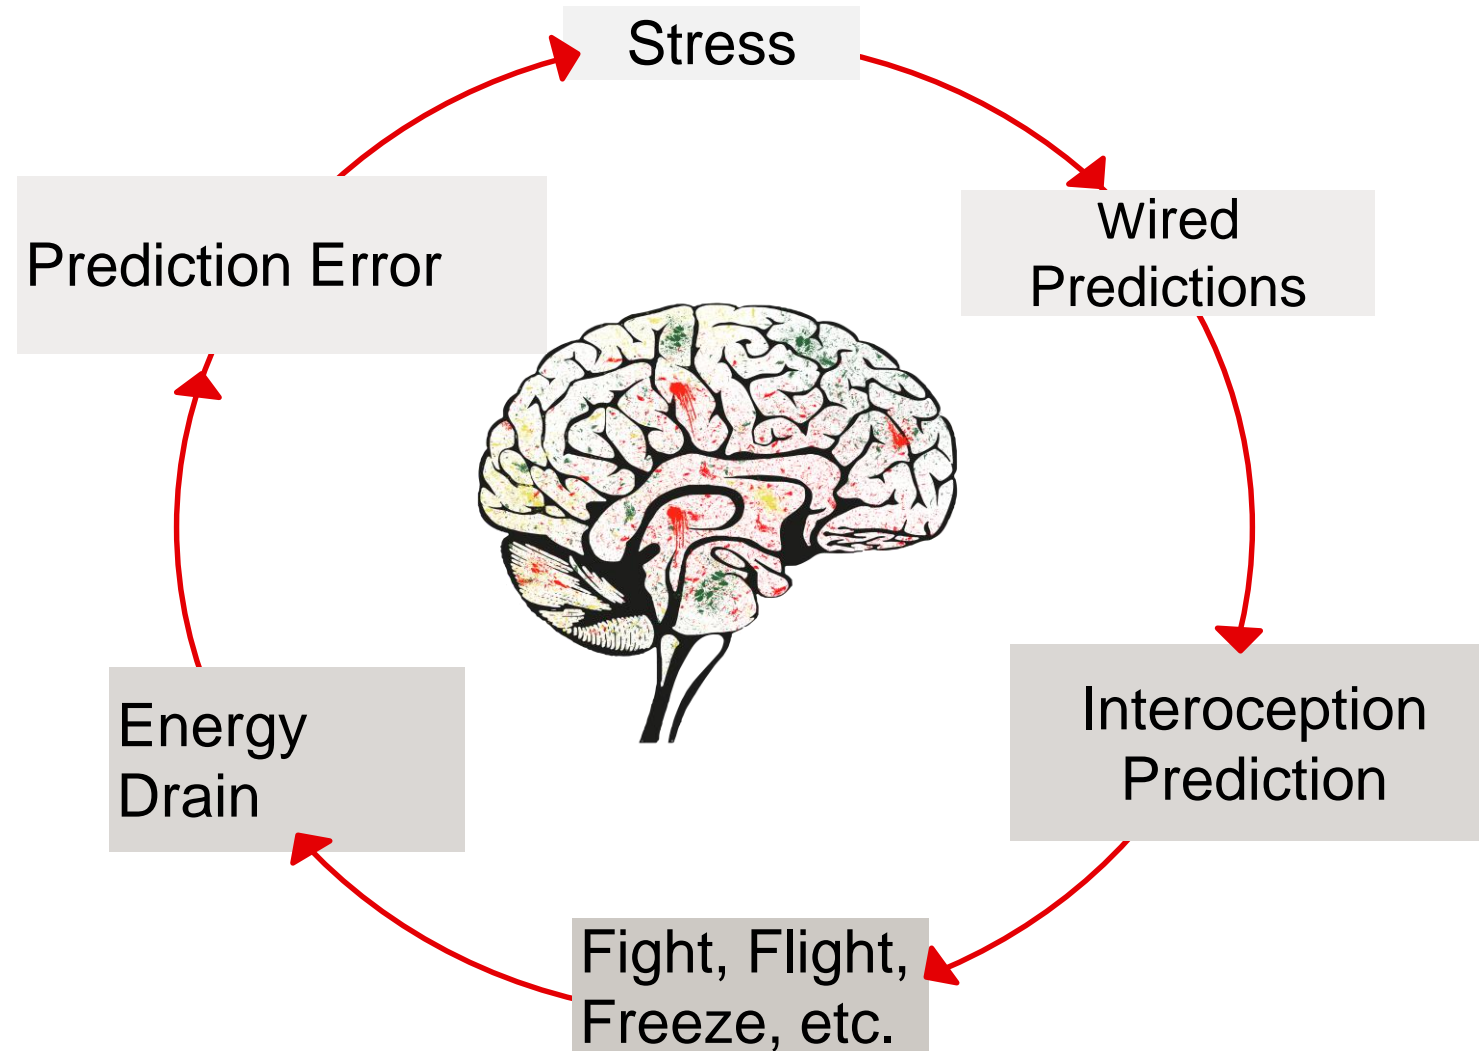 Stress
Wired
Predictions
Interoception
Prediction
Fight, Flight,
Freeze, etc.
Energy
Drain
Prediction Error